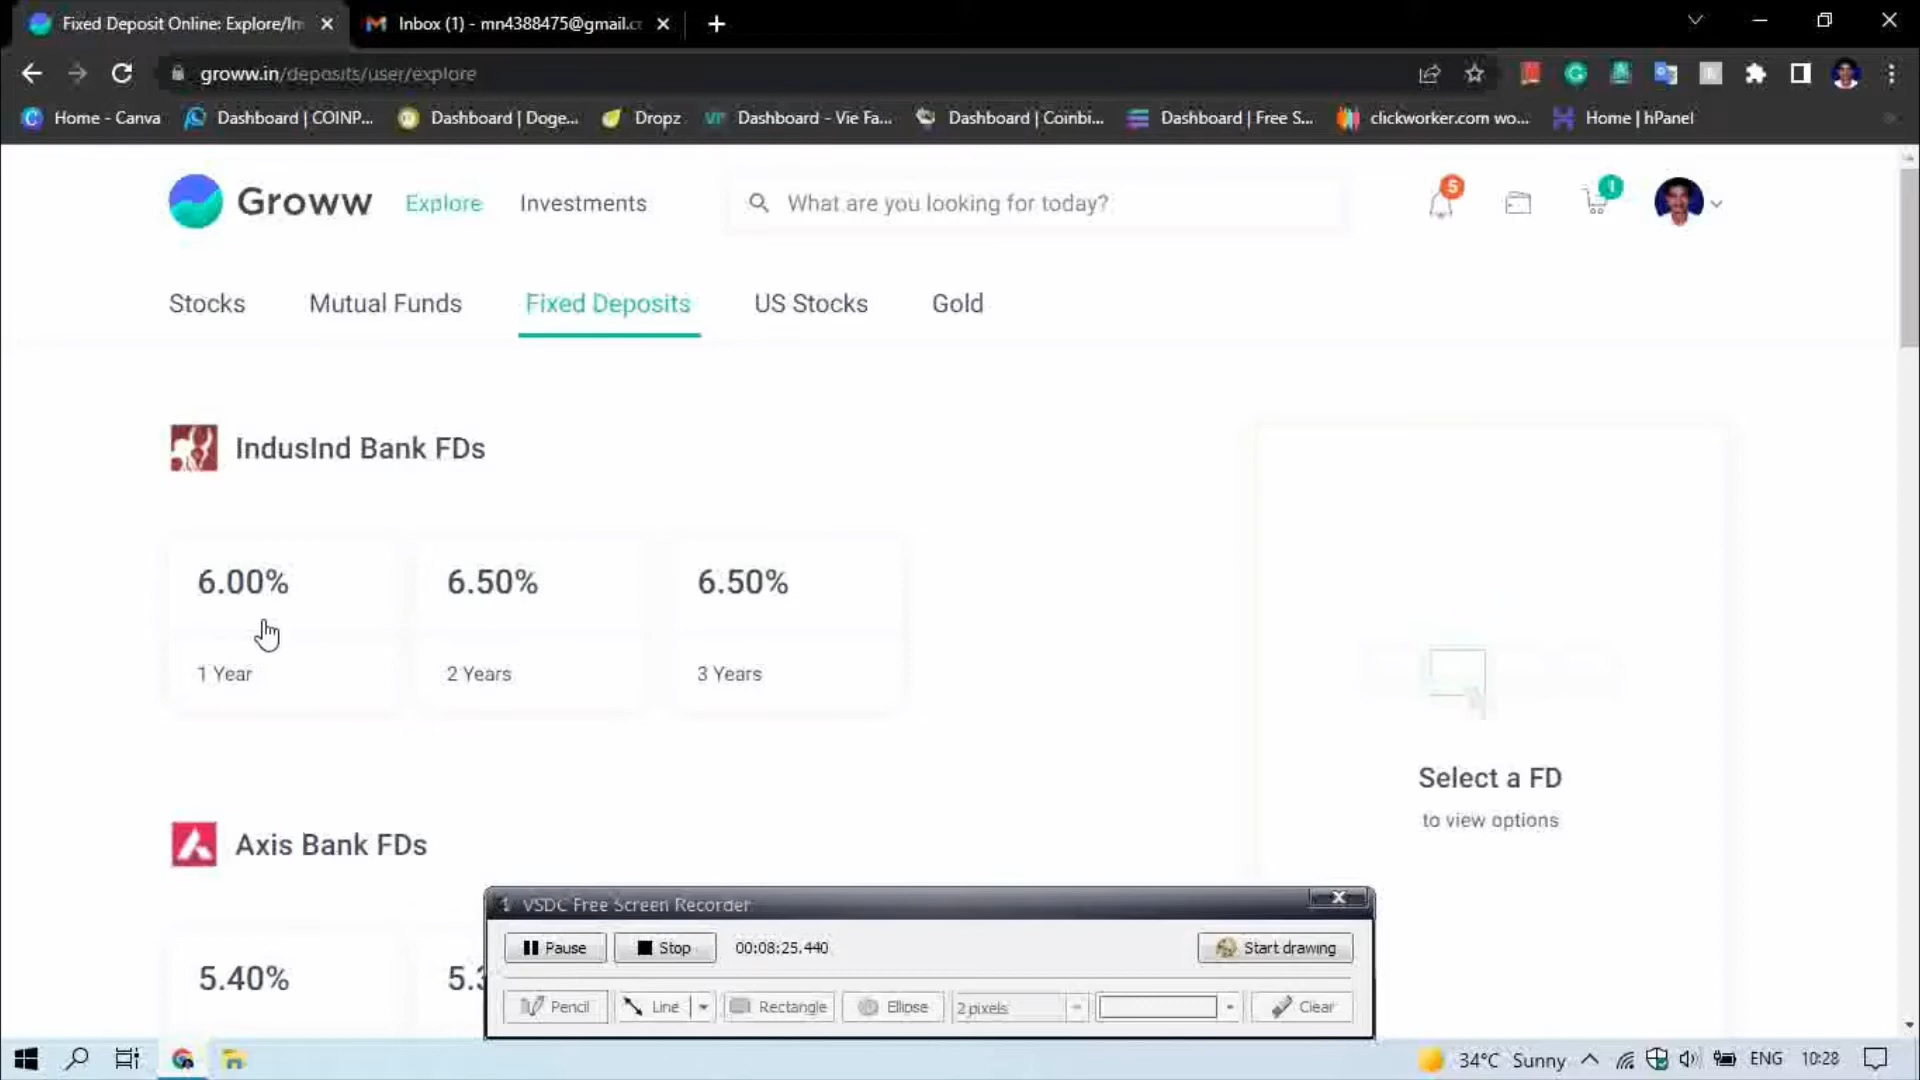 Fixed Deposit Online: Explore/In
Inbox (1) - mn4388475@gmail.c
groww.in/deposits/user/explore
Home - Canva
Dashboard | COINP...
Dashboard | Doge...
Dropz
Dashboard - Vie Fa...
Dashboard | Coinbi...
Dashboard | Free S...
clickworker.com wo...
Home | hPanel
Groww
Explore
Investments
What are you looking for today?
5
1
Stocks
Mutual Funds
Fixed Deposits
US Stocks
Gold
IndusInd Bank FDs
6.00%
6.50%
6.50%
1 Year
2 Years
3 Years
Select a FD
to view options
Axis Bank FDs
5.40%
VSDC Free Screen Recorder
Pause
Stop
00:08:25.440
Start drawing
Pencil
Line
Rectangle
Ellipse
2 pixels
Clear
34°C Sunny
ENG
10:28